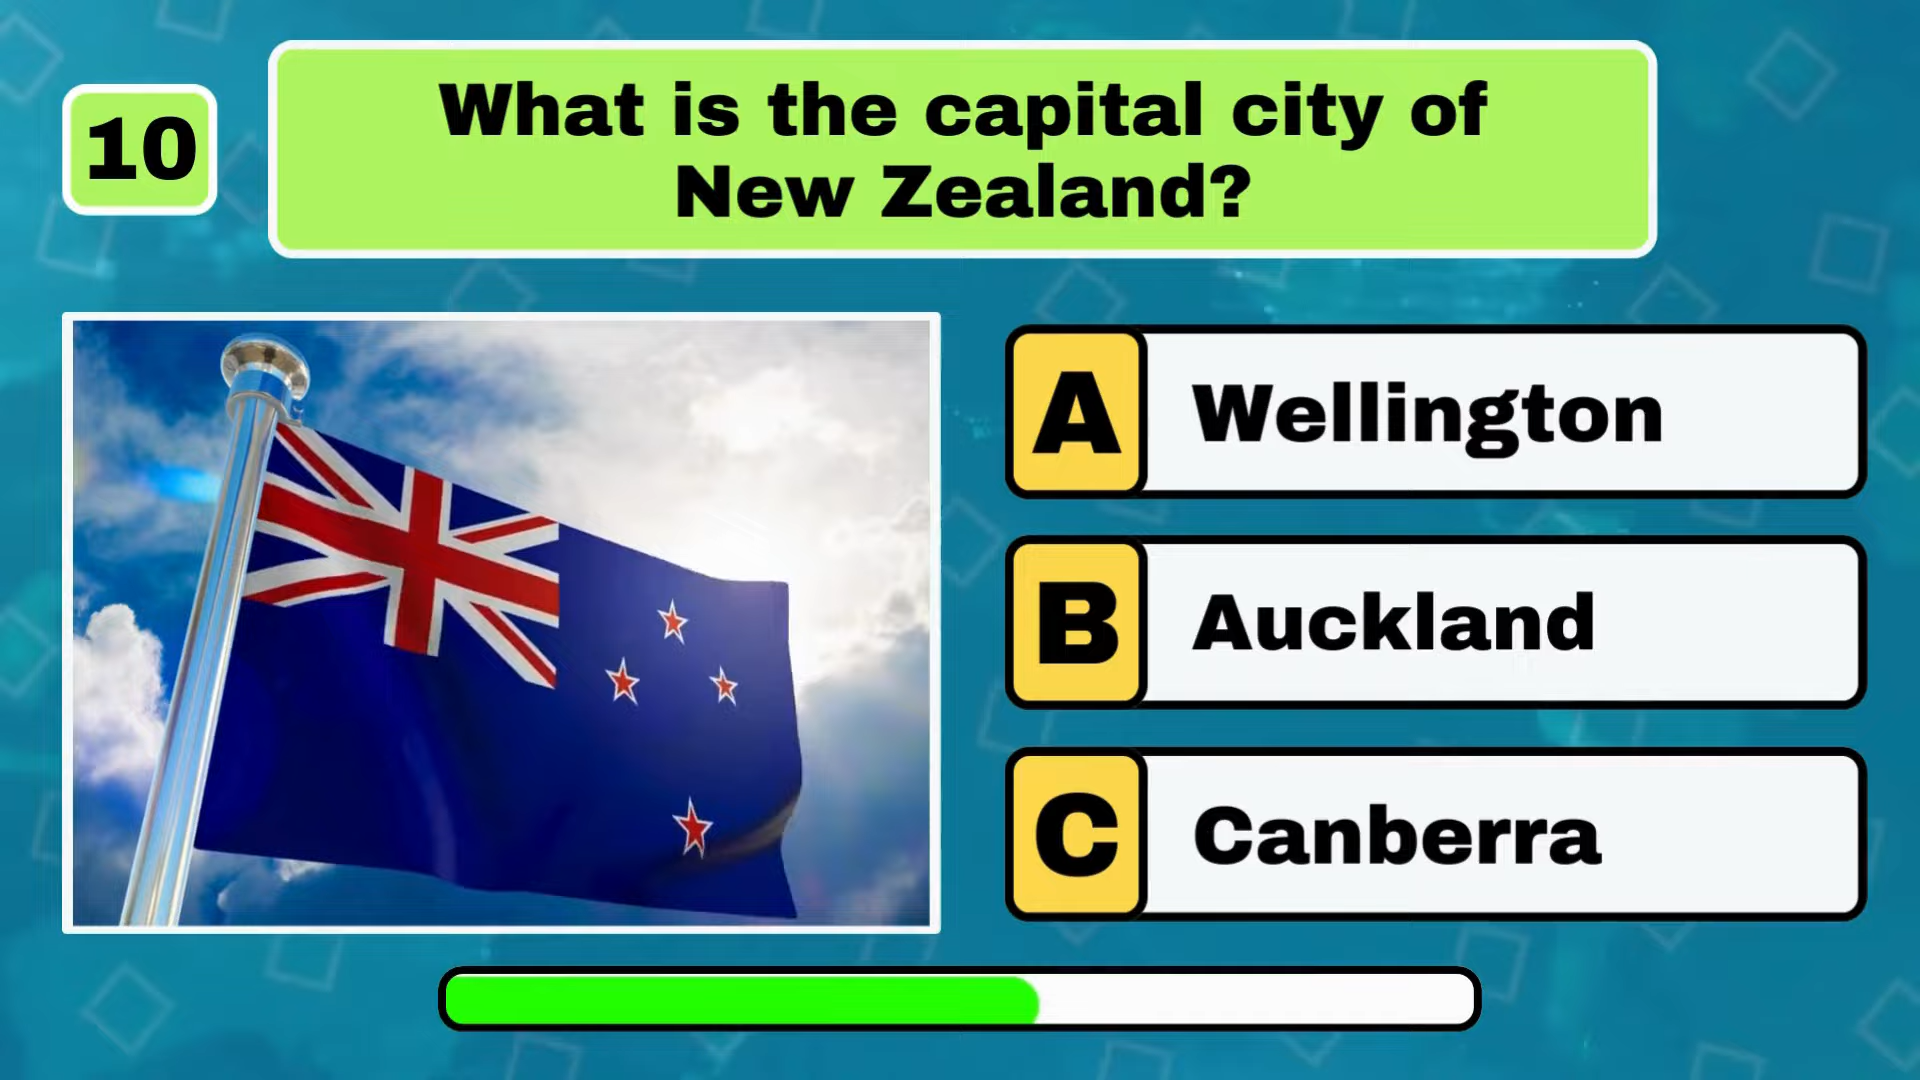 10
What is the capital city of
New Zealand?
A Wellington
B Auckland
C Canberra